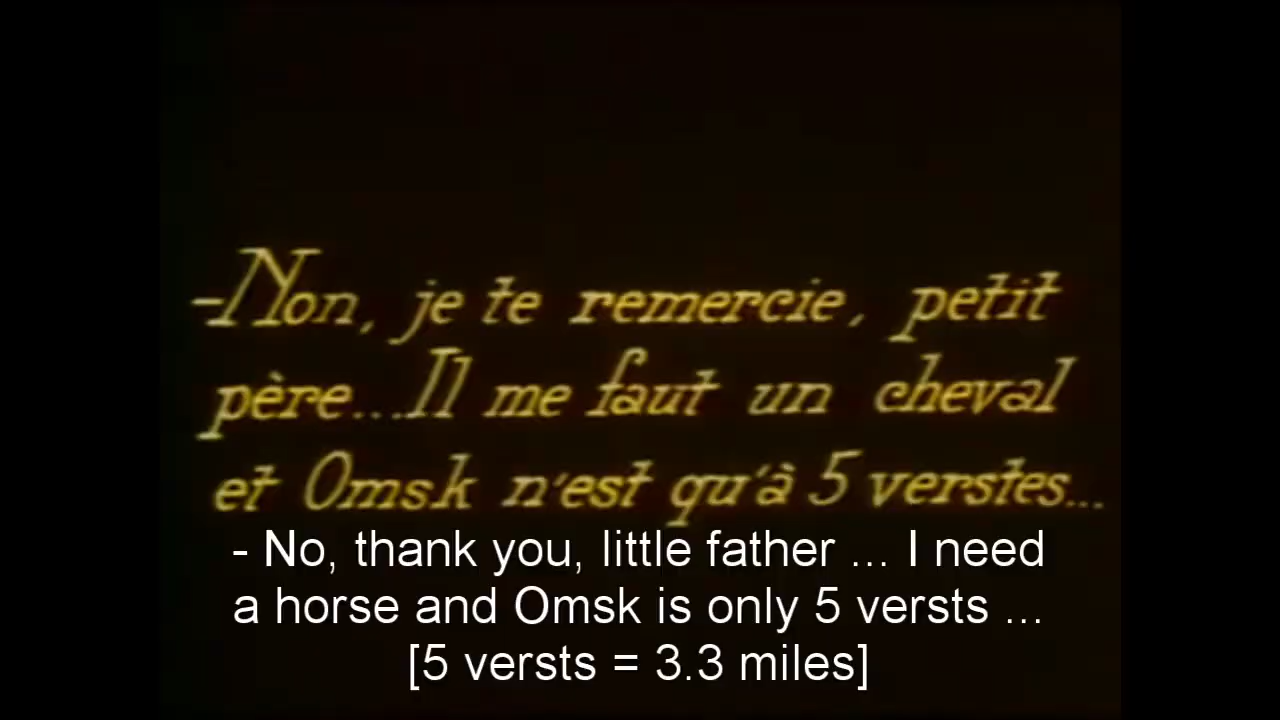 -Non, je te remercie, petit
père...Il me faut un cheval
et Omsk n'est qu'à 5 verstes...
- No, thank you, little father ... I need
a horse and Omsk is only 5 versts ...
[5 versts = 3.3 miles]